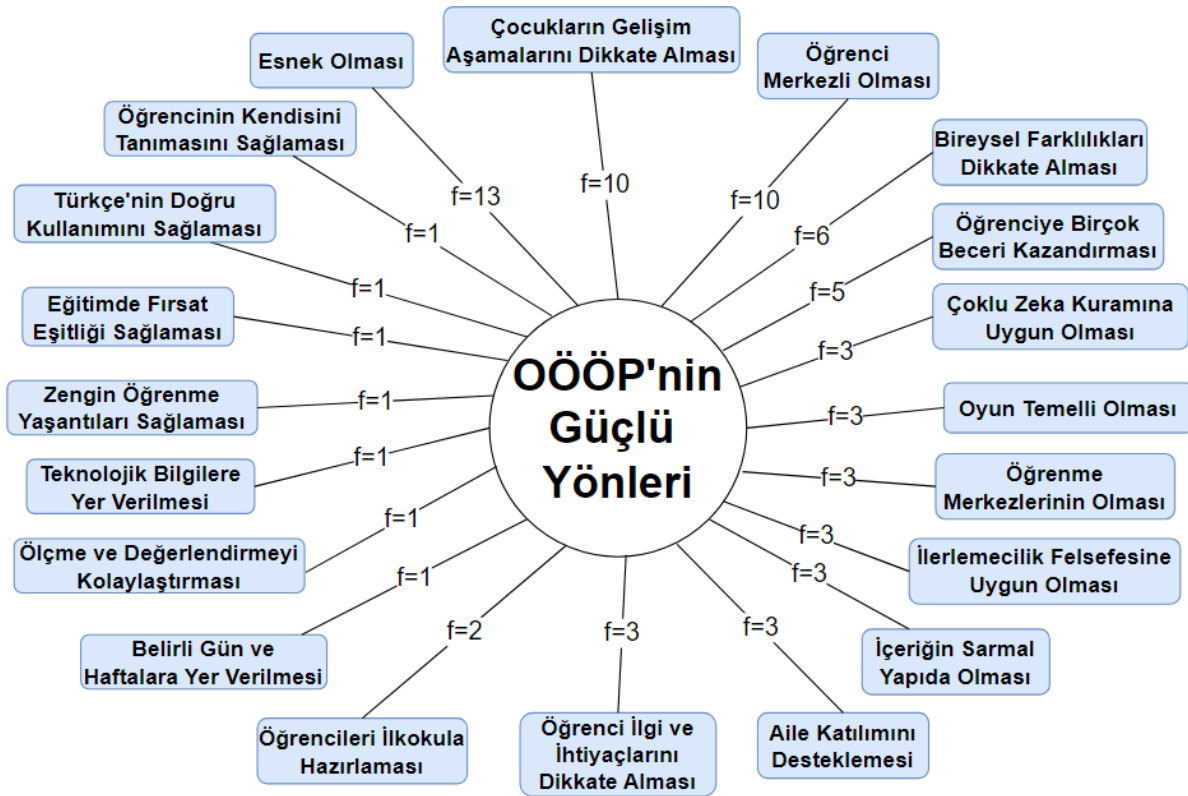 Çocukların Gelişim
Aşamalarını Dikkate Alması
f=10
Öğrenci
Merkezli Olması
f=10
Bireysel Farklılıkları
Dikkate Alması
f=6
Öğrenciye Birçok
Beceri Kazandırması
f=5
Çoklu Zeka Kuramına
Uygun Olması
f=3
Oyun Temelli Olması
f=3
Öğrenme
Merkezlerinin Olması
f=3
İlerlemecilik Felsefesine
Uygun Olması
f=3
İçeriğin Sarmal
Yapıda Olması
f=3
Aile Katılımını
Desteklemesi
f=3
Öğrenci İlgi ve
İhtiyaçlarını
Dikkate Alması
f=3
Öğrencileri İlkokula
Hazırlaması
f=2
Belirli Gün ve
Haftalara Yer Verilmesi
f=1
Ölçme ve Değerlendirmeyi
Kolaylaştırması
f=1
Teknolojik Bilgilere
Yer Verilmesi
f=1
Zengin Öğrenme
Yaşantıları Sağlaması
f=1
Eğitimde Fırsat
Eşitliği Sağlaması
f=1
Türkçe'nin Doğru
Kullanımını Sağlaması
f=1
Öğrencinin Kendisini
Tanımasını Sağlaması
f=1
Esnek Olması
f=13
OÖÖP'nin
Güçlü
Yönleri